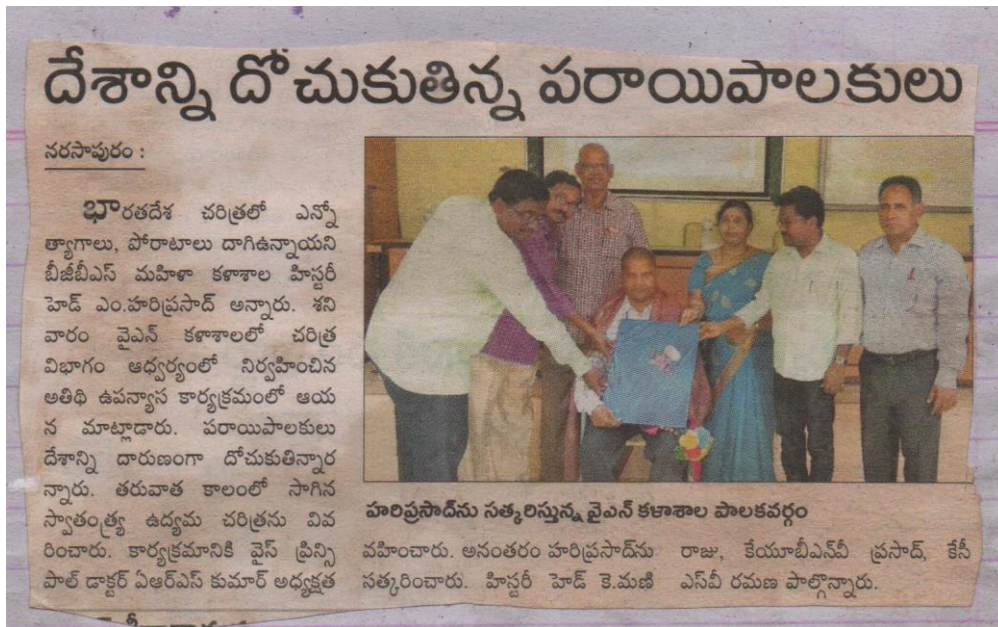 దేశాన్ని దోచుకుతిన్న పరాయిపాలకులు
నరసాపురం :
భారతదేశ చరిత్రలో ఎన్నో
త్యాగాలు, పోరాటాలు దాగిఉన్నాయని
బీజీబీఎస్ మహిళా కళాశాల హిస్టరీ
హెడ్ ఎం.హరిప్రసాద్ అన్నారు. శని
వారం వైఎన్ కళాశాలలో చరిత్ర
విభాగం ఆధ్వర్యంలో నిర్వహించిన
అతిథి ఉపన్యాస కార్యక్రమంలో ఆయ
న మాట్లాడారు. పరాయిపాలకులు
దేశాన్ని దారుణంగా దోచుకుతిన్నార
న్నారు. తరువాత కాలంలో సాగిన
స్వాతంత్ర్య ఉద్యమ చరిత్రను వివ
రించారు. కార్యక్రమానికి వైస్ ప్రిన్సి
పాల్ డాక్టర్ ఏఆర్ఎస్ కుమార్ అధ్యక్షత
హరిప్రసాద్‌ను సత్కరిస్తున్న వైఎన్ కళాశాల పాలకవర్గం
వహించారు. అనంతరం హరిప్రసాద్‌ను
సత్కరించారు. హిస్టరీ హెడ్ కె.మణి
రాజు, కేయూబీఎన్‌వీ ప్రసాద్, కేసీ
ఎస్‌వీ రమణ పాల్గొన్నారు.